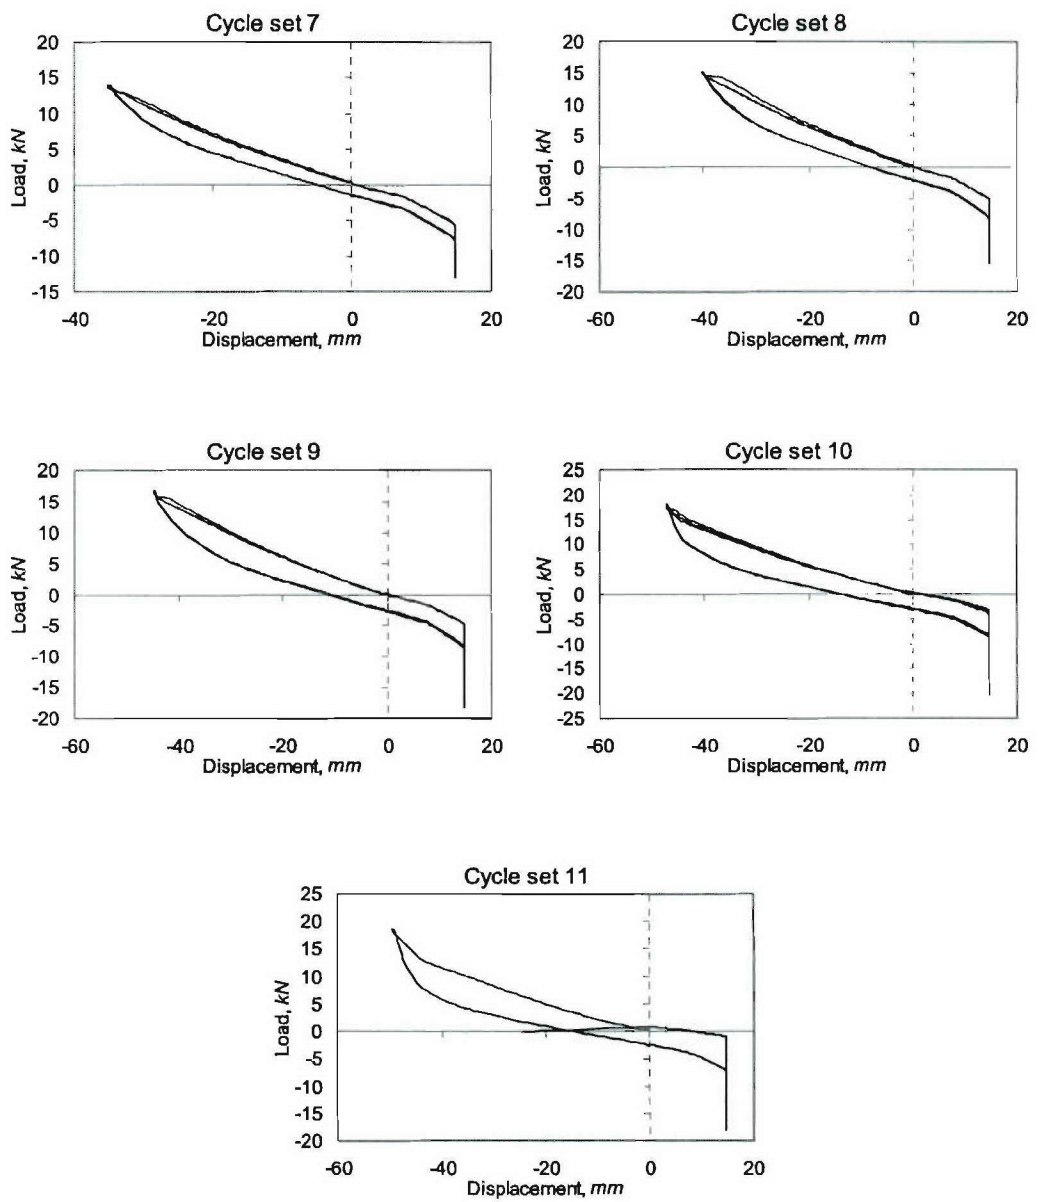 Cycle set 7
20
15
10
5
0
-5
-10
-15
Load, kN
-40 -20 0 20
Displacement, mm
Cycle set 8
20
15
10
5
0
-5
-10
-15
-20
Load, kN
-60 -40 -20 0 20
Displacement, mm
Cycle set 9
20
15
10
5
0
-5
-10
-15
-20
Load, kN
-60 -40 -20 0 20
Displacement, mm
Cycle set 10
25
20
15
10
5
0
-5
-10
-15
-20
-25
Load, kN
-60 -40 -20 0 20
Displacement, mm
Cycle set 11
25
20
15
10
5
0
-5
-10
-15
-20
Load, kN
-60 -40 -20 0 20
Displacement, mm